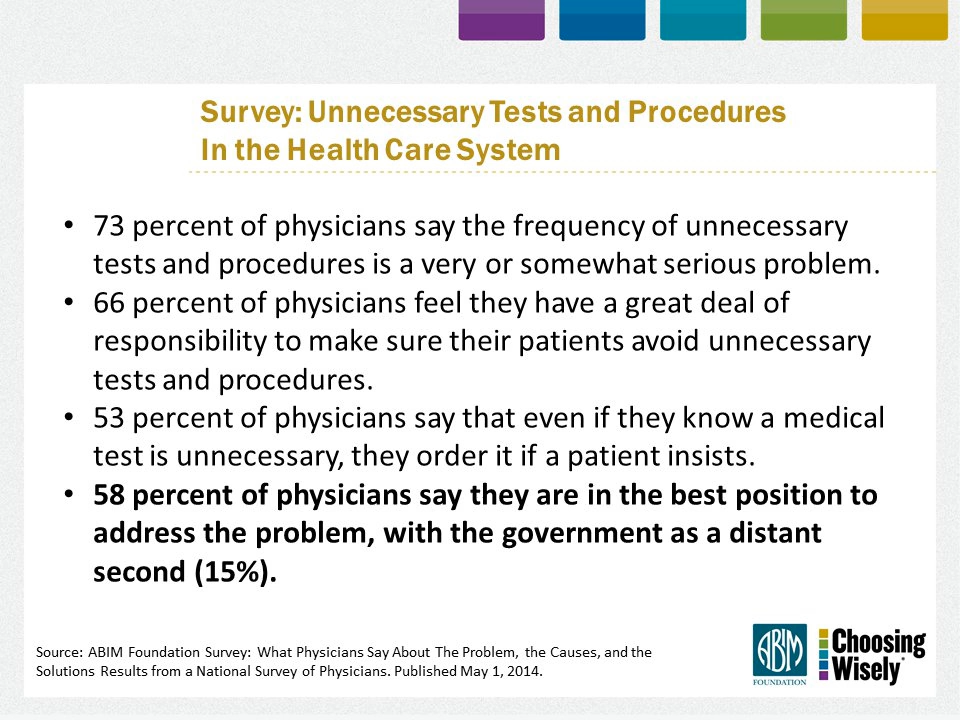 Survey: Unnecessary Tests and Procedures
In the Health Care System
• 73 percent of physicians say the frequency of unnecessary
tests and procedures is a very or somewhat serious problem.
• 66 percent of physicians feel they have a great deal of
responsibility to make sure their patients avoid unnecessary
tests and procedures.
• 53 percent of physicians say that even if they know a medical
test is unnecessary, they order it if a patient insists.
• 58 percent of physicians say they are in the best position to
address the problem, with the government as a distant
second (15%).
Source: ABIM Foundation Survey: What Physicians Say About The Problem, the Causes, and the
Solutions Results from a National Survey of Physicians. Published May 1, 2014.
ABIM
FOUNDATION
Choosing
Wisely®